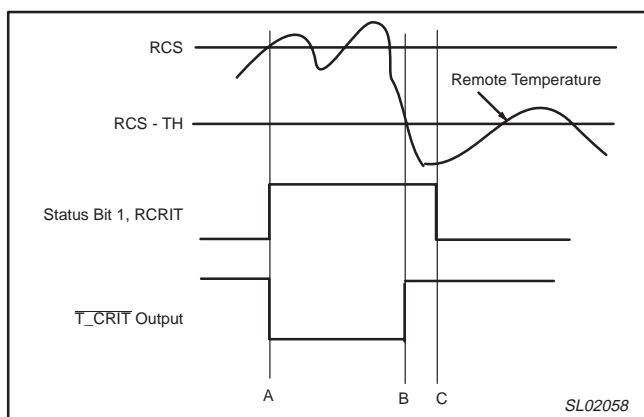 RCS
Remote Temperature
RCS - TH
Status Bit 1, RCRIT
T_CRIT Output
A B C
SL02058